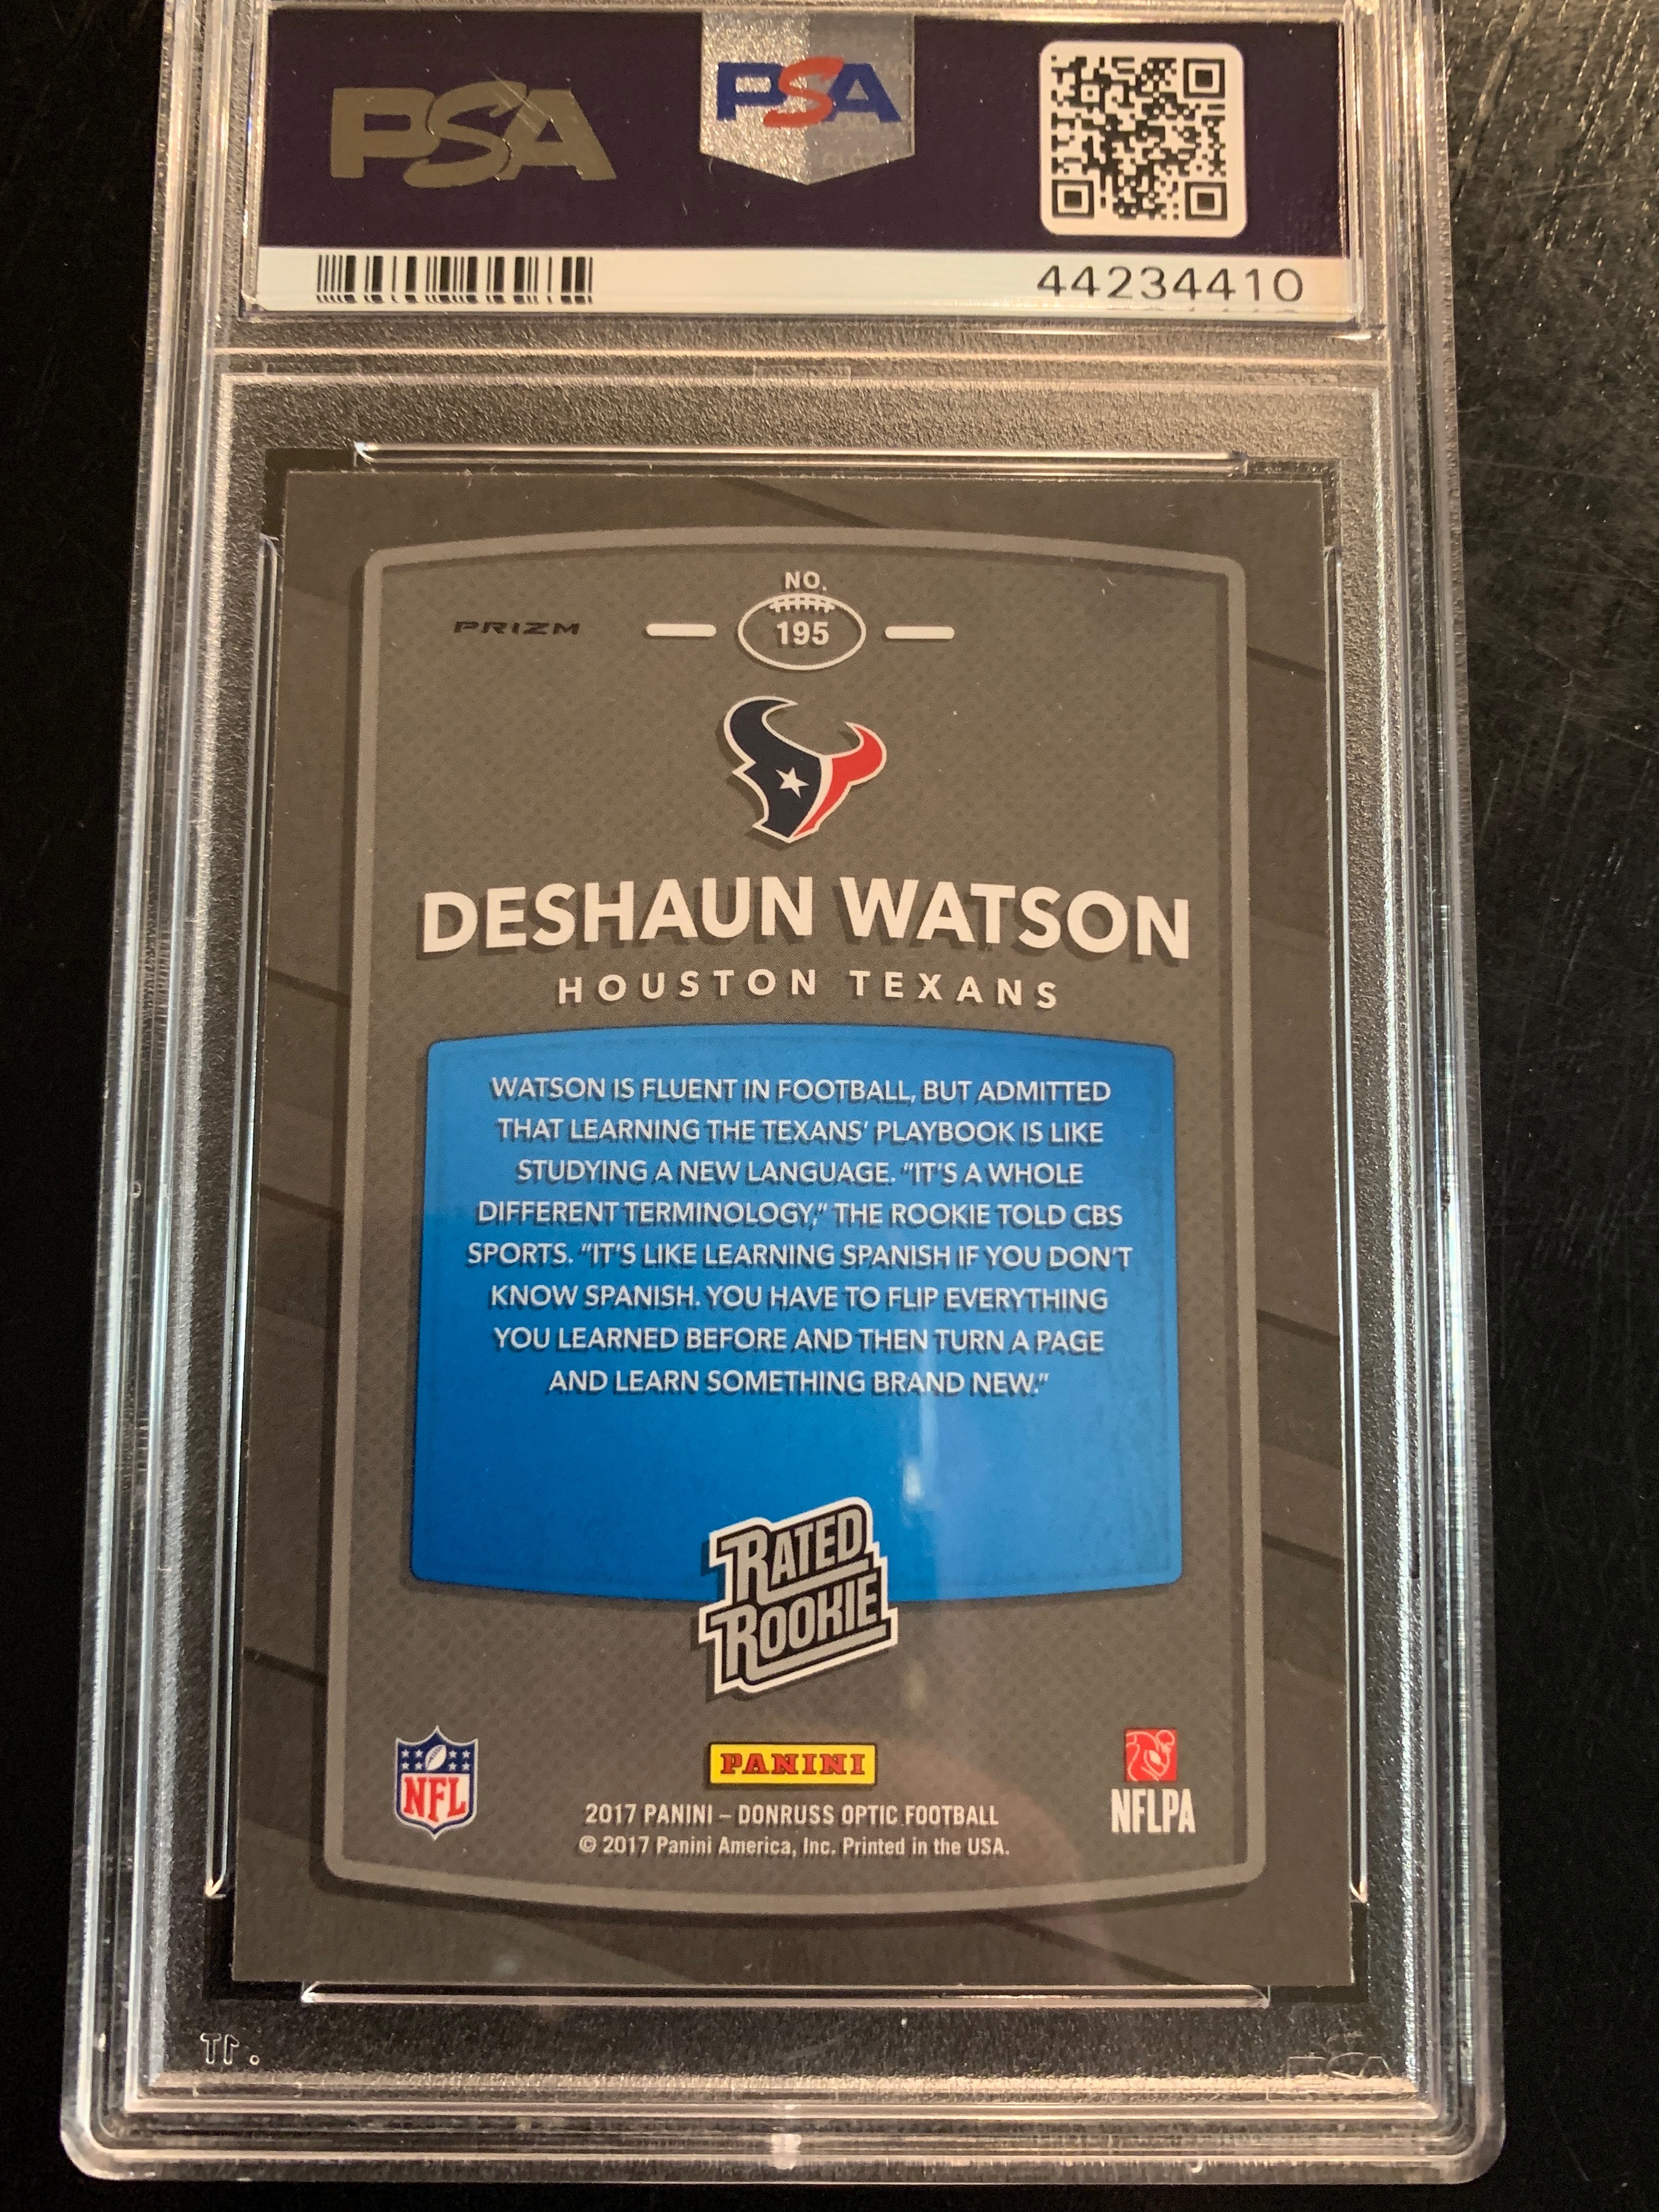 PSA
PSA
44234410
NO.
PRIZM
195
DESHAUN WATSON
HOUSTON TEXANS
WATSON IS FLUENT IN FOOTBALL, BUT ADMITTED
THAT LEARNING THE TEXANS' PLAYBOOK IS LIKE
STUDYING A NEW LANGUAGE. "IT'S A WHOLE
DIFFERENT TERMINOLOGY," THE ROOKIE TOLD CBS
SPORTS. "IT'S LIKE LEARNING SPANISH IF YOU DON'T
KNOW SPANISH. YOU HAVE TO FLIP EVERYTHING
YOU LEARNED BEFORE AND THEN TURN A PAGE
AND LEARN SOMETHING BRAND NEW."
RATED
ROOKIE
NFL
PANINI
NFLPA
2017 PANINI – DONRUSS OPTIC FOOTBALL
© 2017 Panini America, Inc. Printed in the USA.
PSA